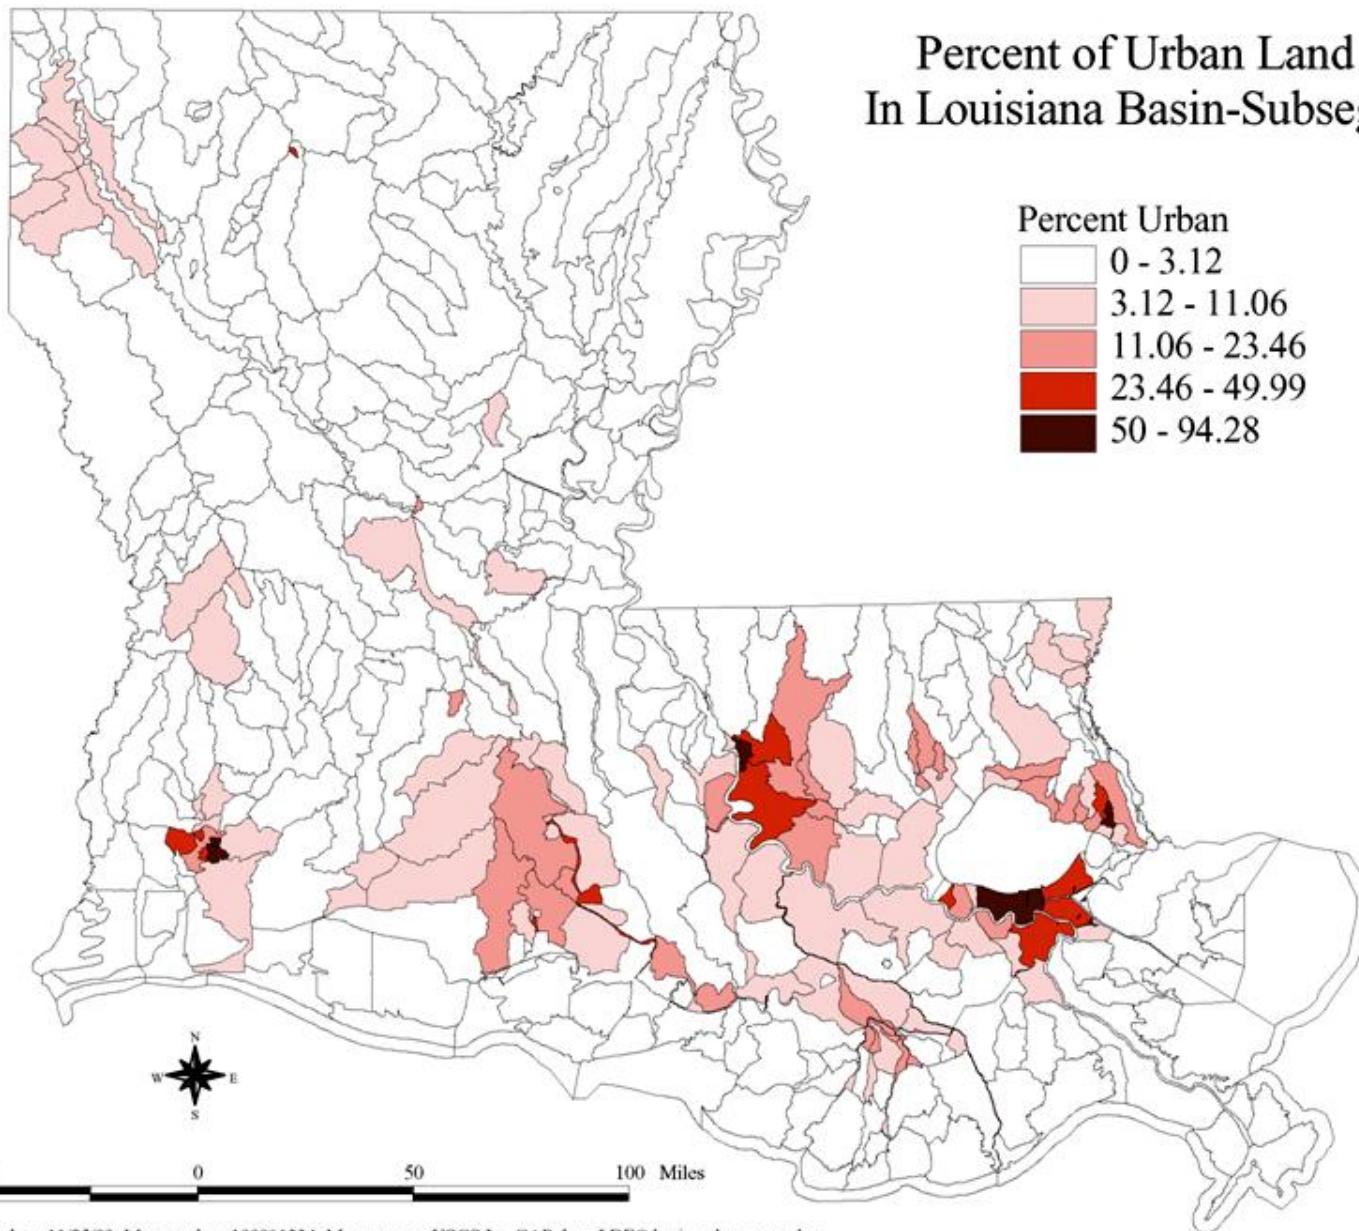 Percent of Urban Land
In Louisiana Basin-Subseg
Percent Urban
0 - 3.12
3.12 - 11.06
11.06 - 23.46
23.46 - 49.99
50 - 94.28
N
W E
S
0 50 100 Miles